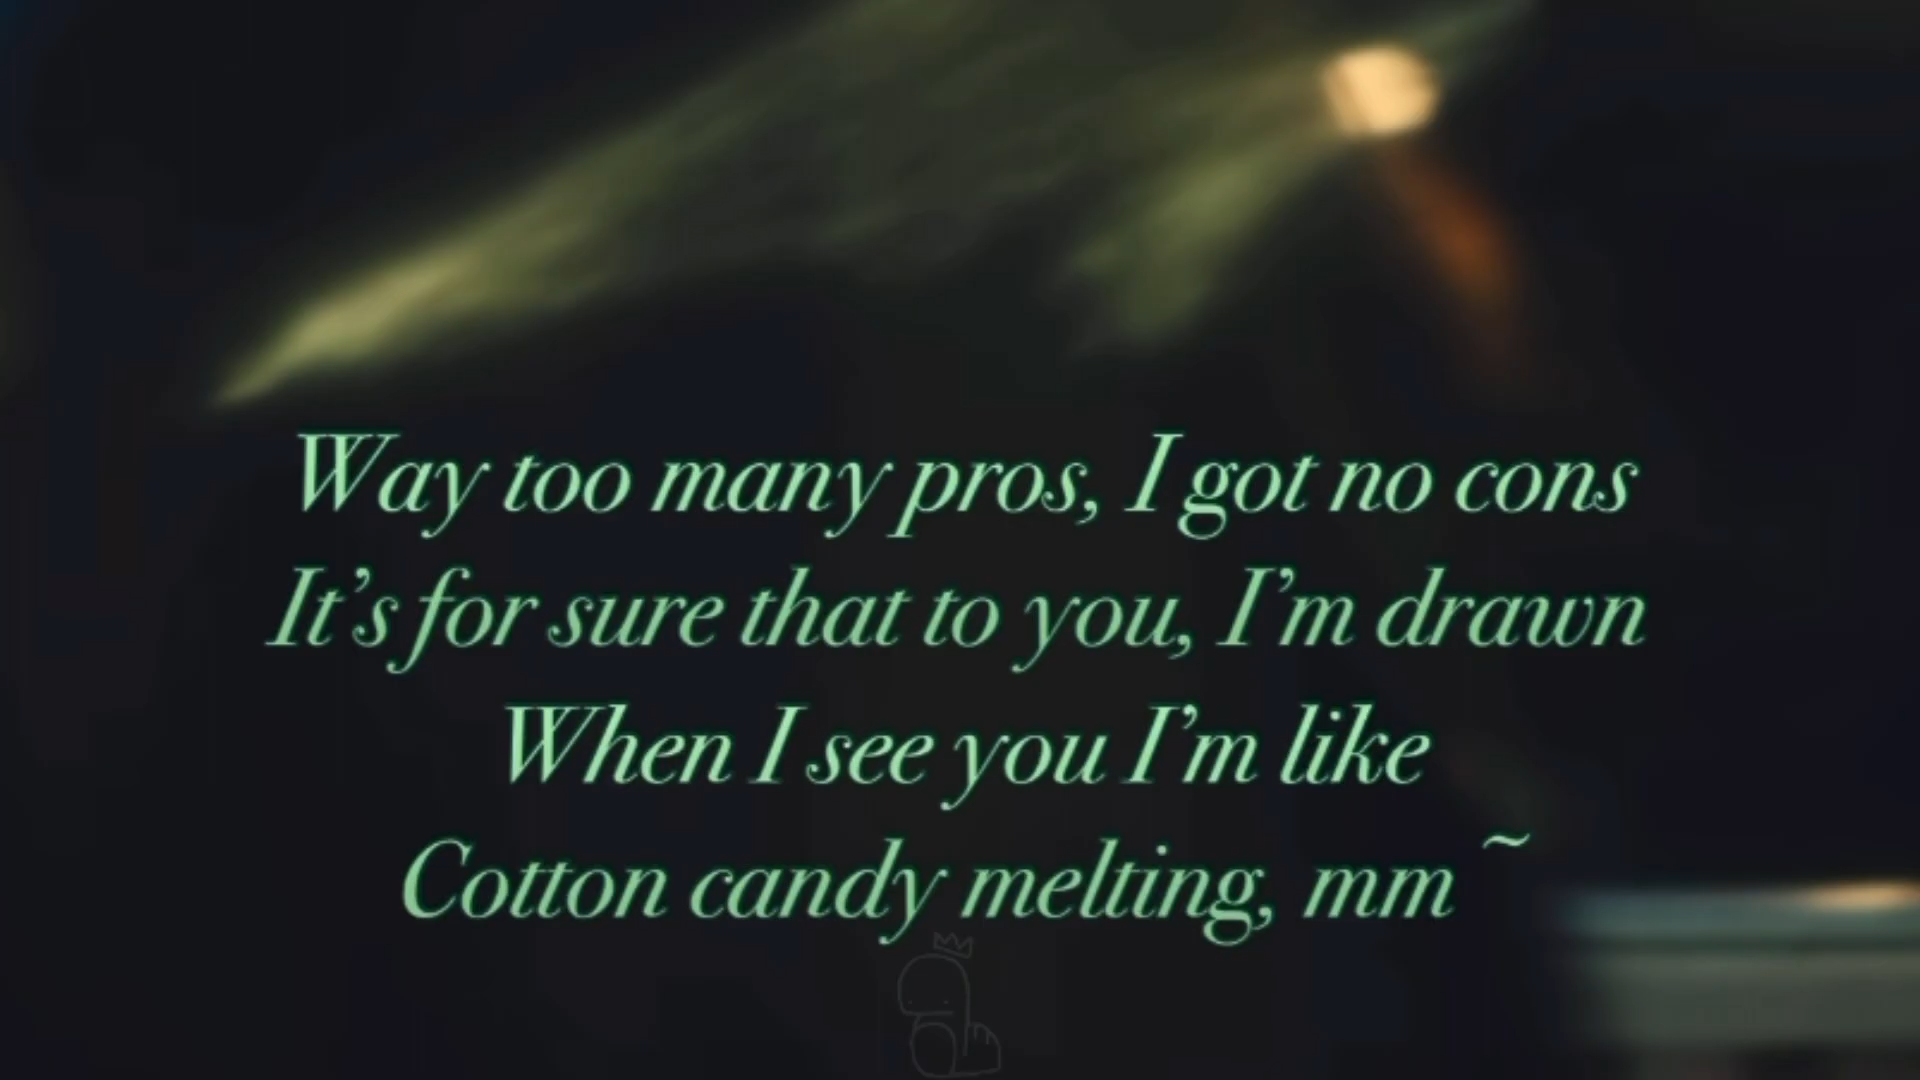 Way too many pros, I got no cons
It's for sure that to you, I'm drawn
When I see you I'm like
Cotton candy melting, mm ~